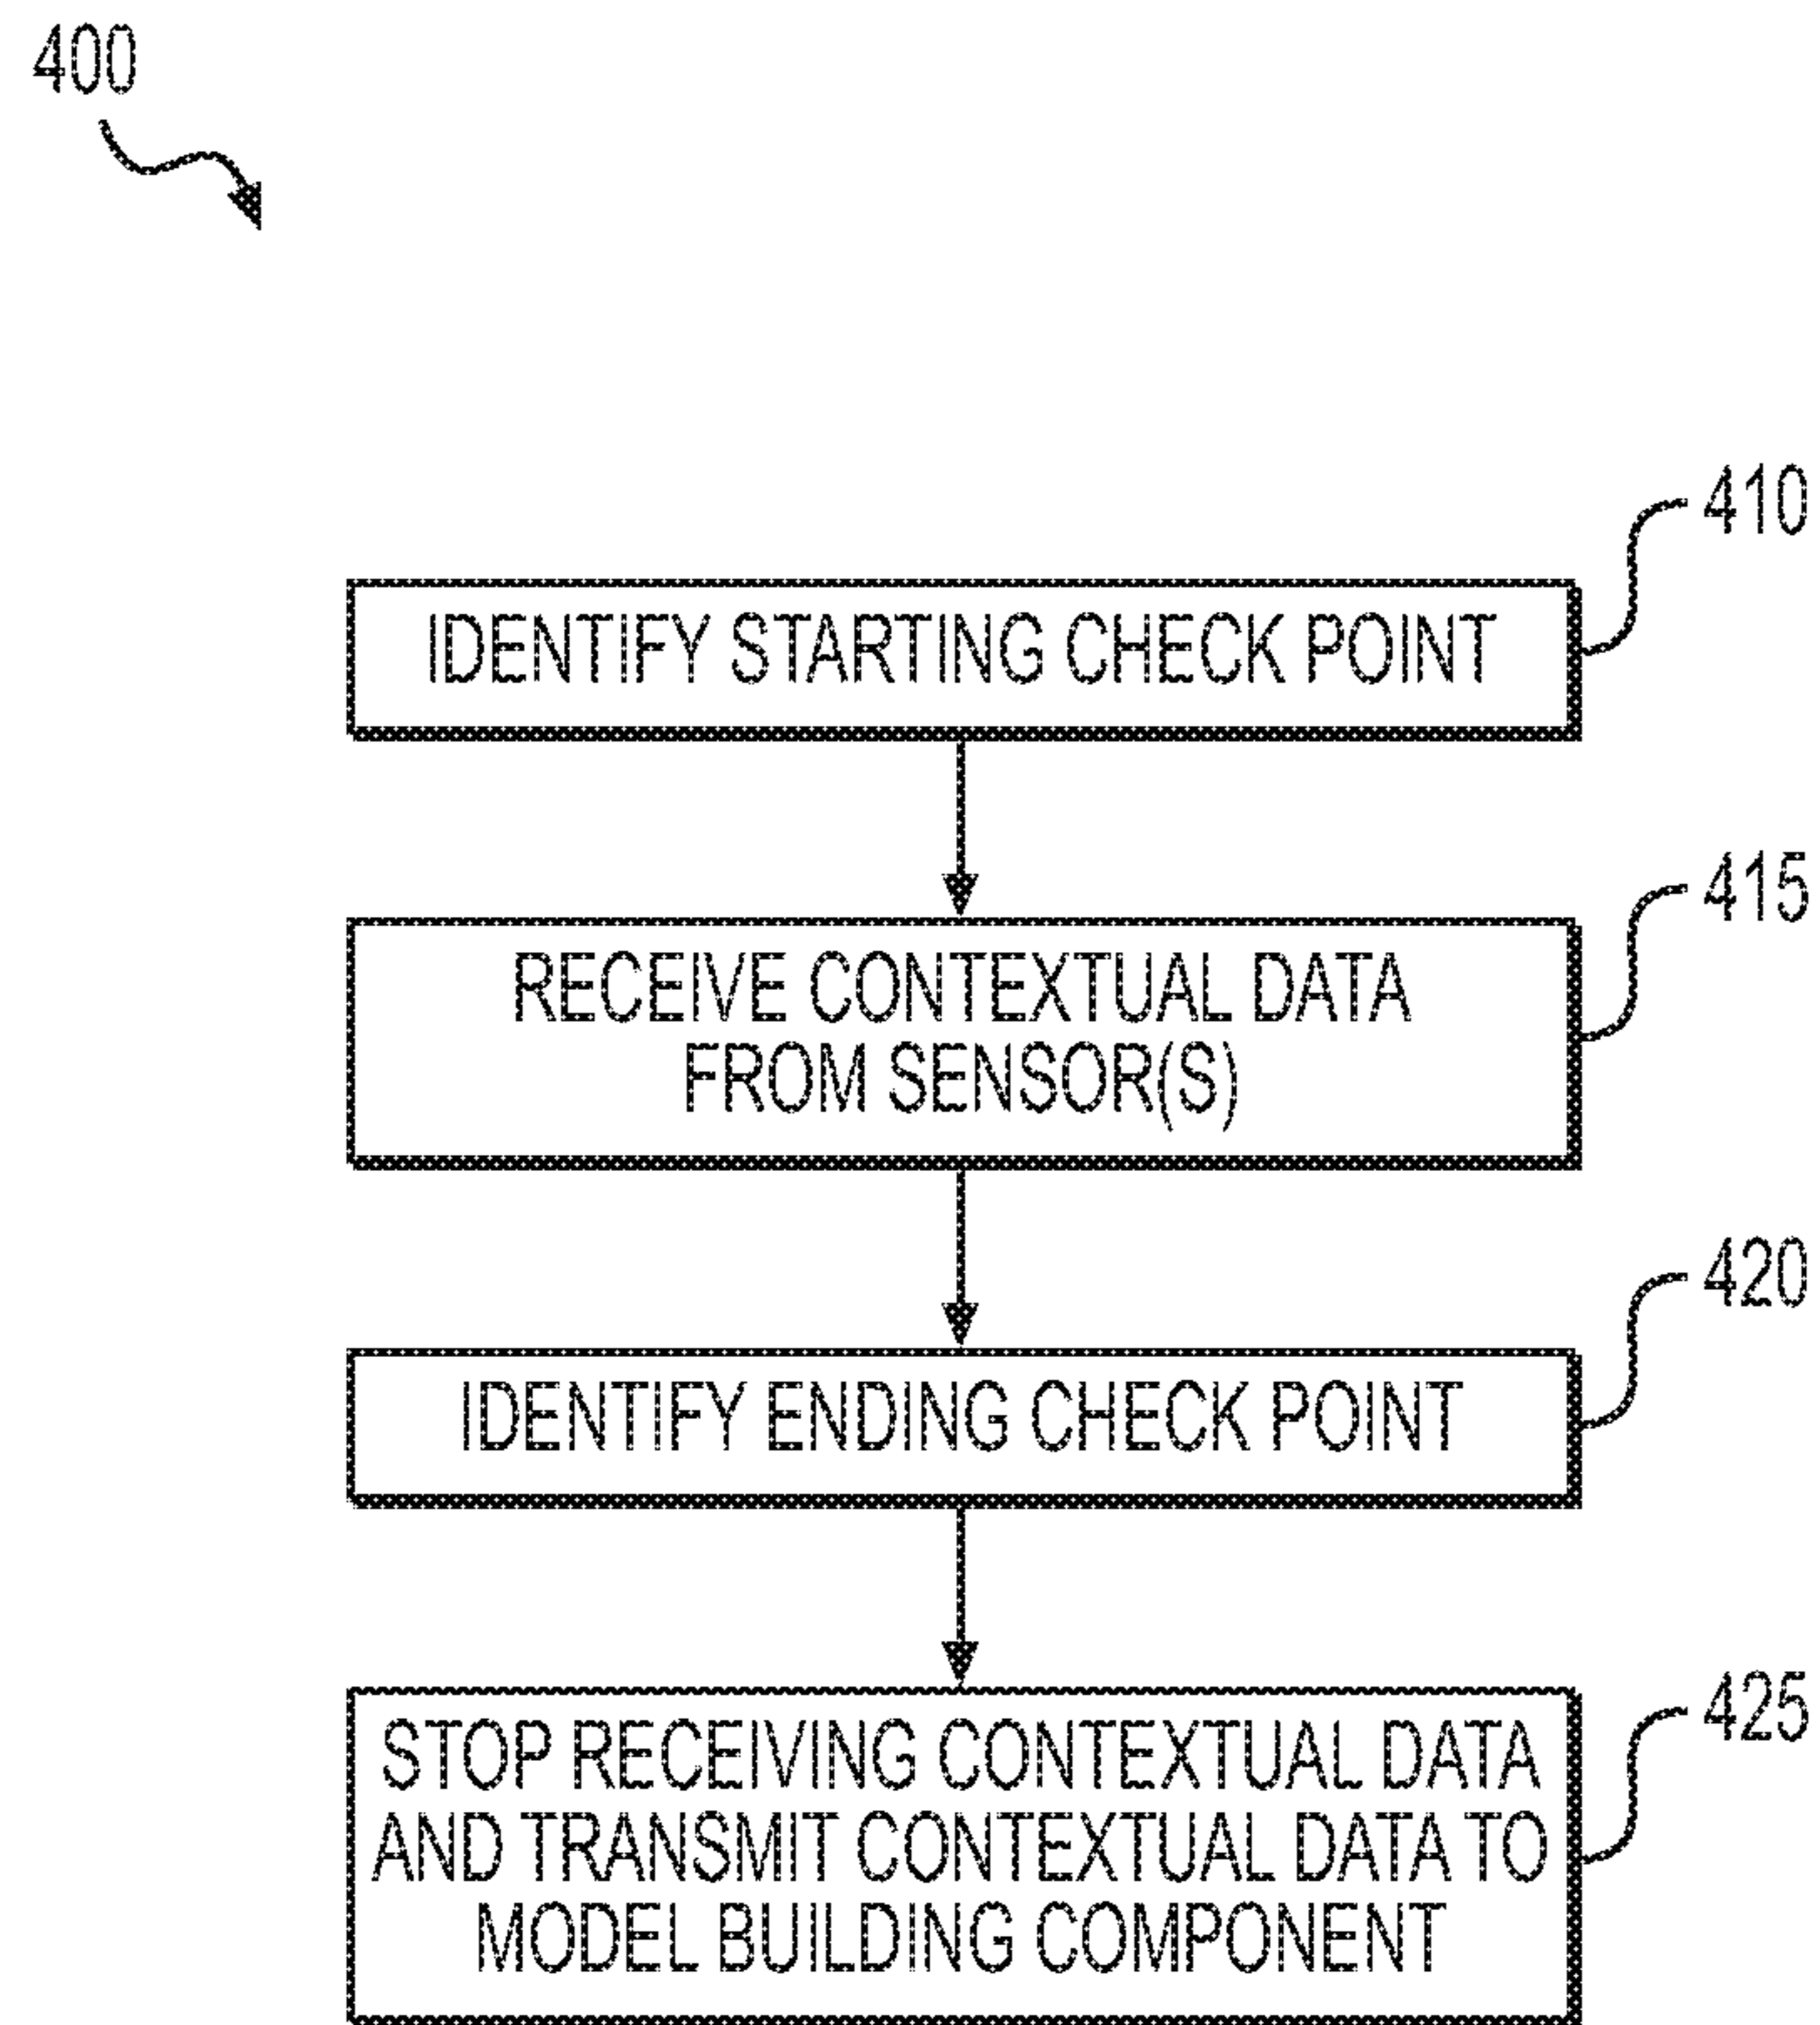 400
410
IDENTIFY STARTING CHECK POINT
415
RECEIVE CONTEXTUAL DATA
FROM SENSOR(S)
420
IDENTIFY ENDING CHECK POINT
425
STOP RECEIVING CONTEXTUAL DATA
AND TRANSMIT CONTEXTUAL DATA TO
MODEL BUILDING COMPONENT